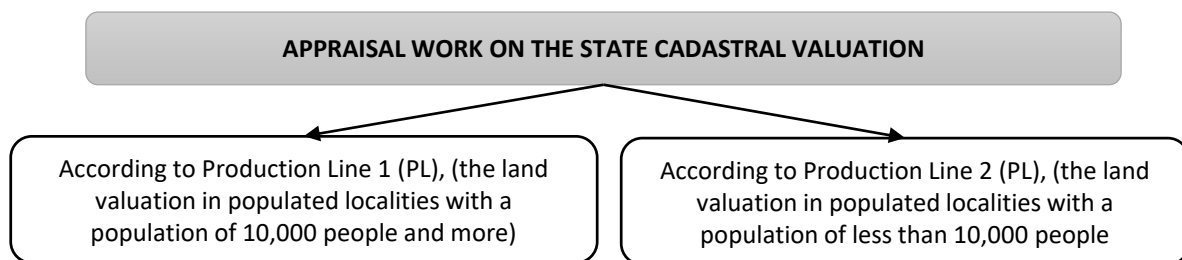 APPRAISAL WORK ON THE STATE CADASTRAL VALUATION
According to Production Line 1 (PL), (the land
valuation in populated localities with a
population of 10,000 people and more)
According to Production Line 2 (PL), (the land
valuation in populated localities with a
population of less than 10,000 people